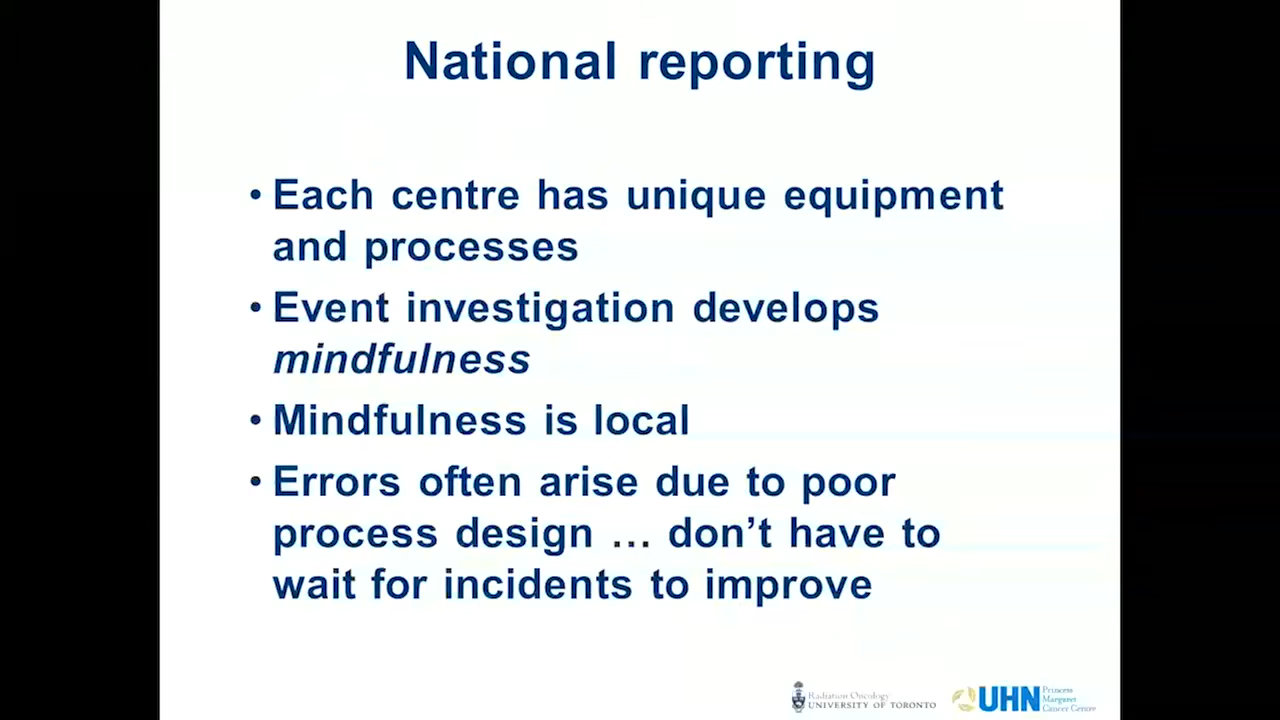 National reporting
• Each centre has unique equipment
and processes
• Event investigation develops
mindfulness
• Mindfulness is local
• Errors often arise due to poor
process design … don’t have to
wait for incidents to improve
Radiation Oncology
UNIVERSITY OF TORONTO
UHN
Princess
Margaret
Cancer Centre